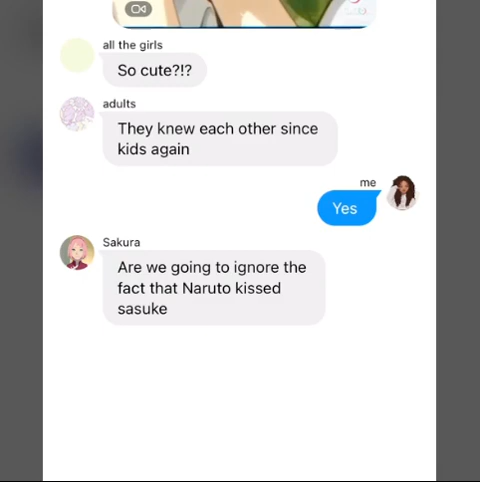 all the girls
So cute?!?
adults
They knew each other since
kids again
me
Yes
Sakura
Are we going to ignore the
fact that Naruto kissed
sasuke